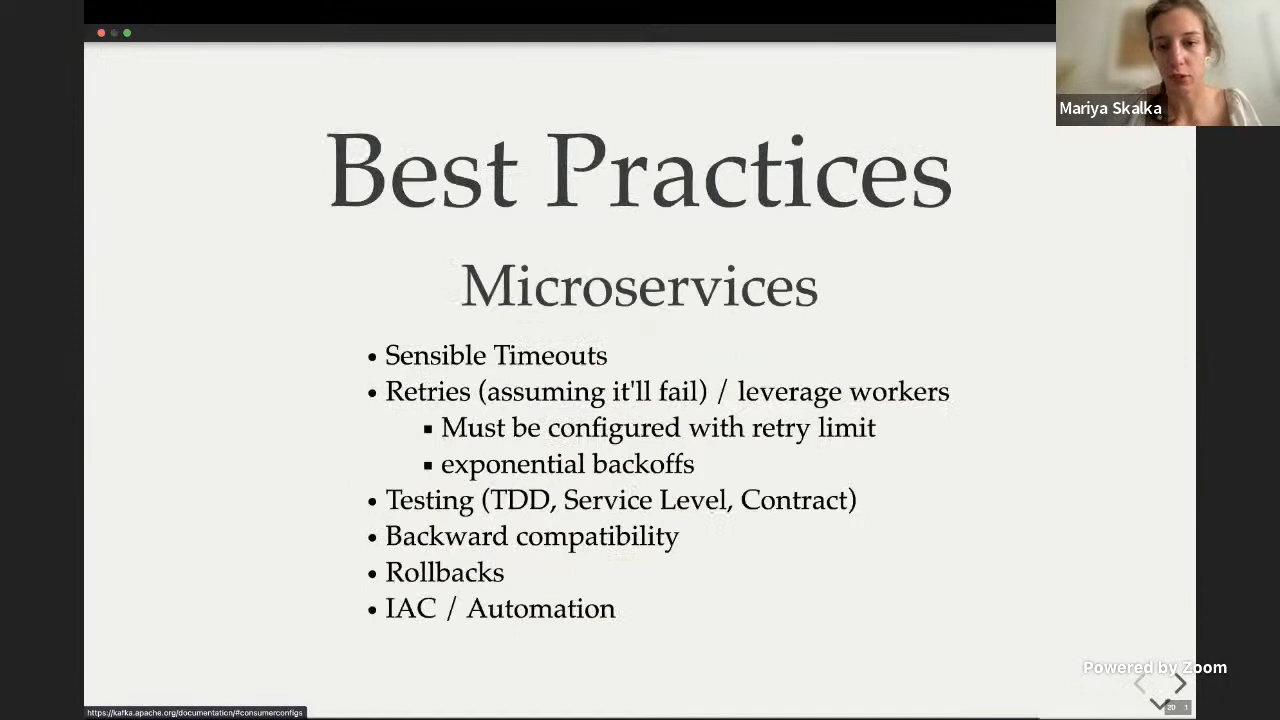 Mariya Skalka
Best Practices
Microservices
• Sensible Timeouts
• Retries (assuming it'll fail) / leverage workers
▪ Must be configured with retry limit
▪ exponential backoffs
• Testing (TDD, Service Level, Contract)
• Backward compatibility
• Rollbacks
• IAC / Automation
Powered by Zoom
https://kafka.apache.org/documentation/#consumerconfigs
20 1